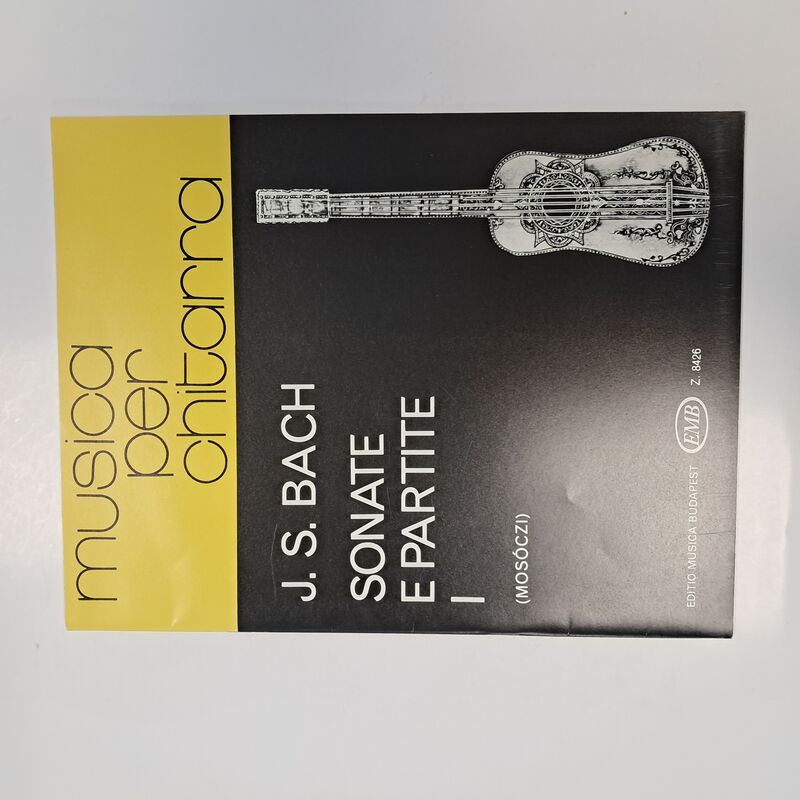 musica
per
chitarra
J. S. BACH
SONATE
E PARTITE
I
(MOSÓCZI)
EDITIO MUSICA BUDAPEST EMB Z. 8426